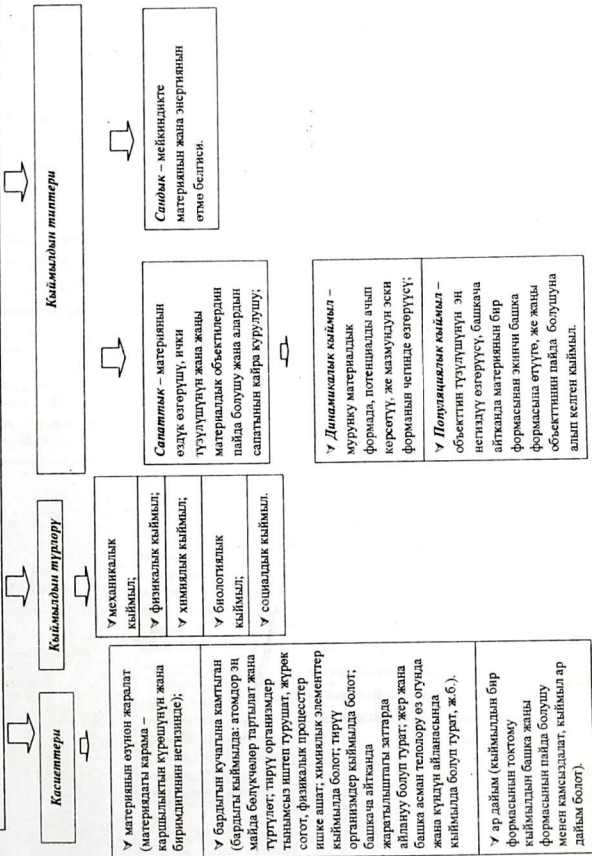 Касиеттери
➢ материянын өзүнөн жаралат
(материядагы карама –
каршылыктын күрөшүнүн жана
биримдигинин негизинде);
➢ бардыгын кучагына камтыган
(бардыгы кыймылда: атомдор эң
майда бөлүкчөлөр тартылат жана
түртүлөт; тирүү организмдер
тынымсыз иштеп турушат, жүрөк
согот, физикалык процесстер
ишке ашат; химиялык элементтер
кыймылда болот; тирүү
организмдер кыймылда болот;
башкача айтканда
жаратылыштагы заттарда
айлануу болуп турат; жер жана
башка асман телолору өз огунда
жана күндүн айланасында
кыймылда болуп турат, ж.б.).
➢ ар дайым (кыймылдын бир
формасынын токтому
кыймылдын башка жаңы
формасынын пайда болушу
менен камсыздалат, кыймыл ар
дайым болот).
Кыймылдын түрлөрү
➢механикалык
кыймыл;
➢ физикалык кыймыл;
➢ химиялык кыймыл;
➢ биологиялык
кыймыл;
➢ социалдык кыймыл.
Кыймылдын типтери
Сапаттык – материянын
өздүк өзгөрүшү, ички
түзүлүшүнүн жана жаңы
материалдык объектилердин
пайда болушу жана алардын
сапатынын кайра курулушу;
➢ Динамикалык кыймыл –
мурунку материалдык
формада, потенциалды ачып
көрсөтүү, же мазмундун эски
форманын чегинде өзгөрүүсү;
➢ Популяциялык кыймыл –
объекттин түзүлүшүнүн эң
негиздүү өзгөрүүсү, башкача
айтканда материянын бир
формасынан экинчи башка
формасына өтүүгө, же жаңы
объекттинин пайда болушуна
алып келген кыймыл.
Сандык – мейкиндикте
материянын жана энергиянын
өтмө белгиси.